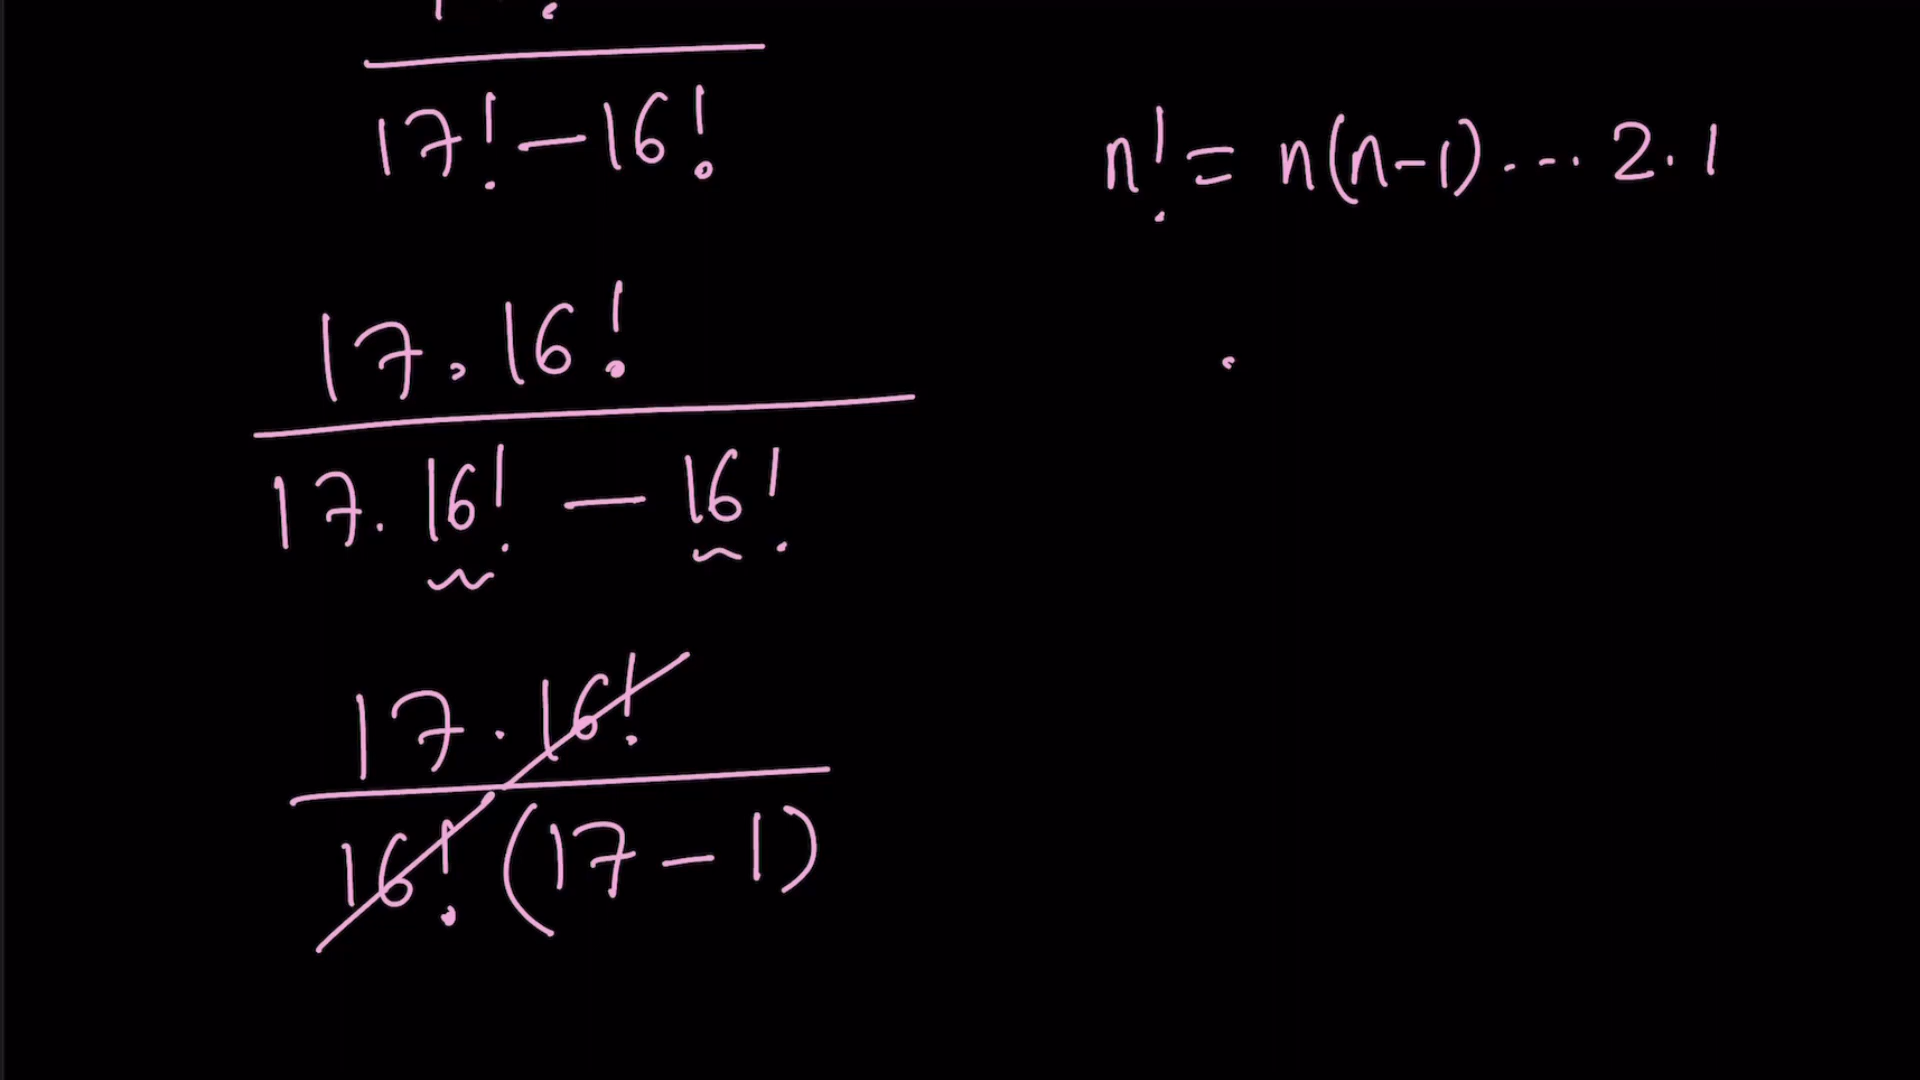 17! - 16!
n! = n(n-1)... 2.1
17.16!
17.16! - 16!
17.16!
16!(17-1)